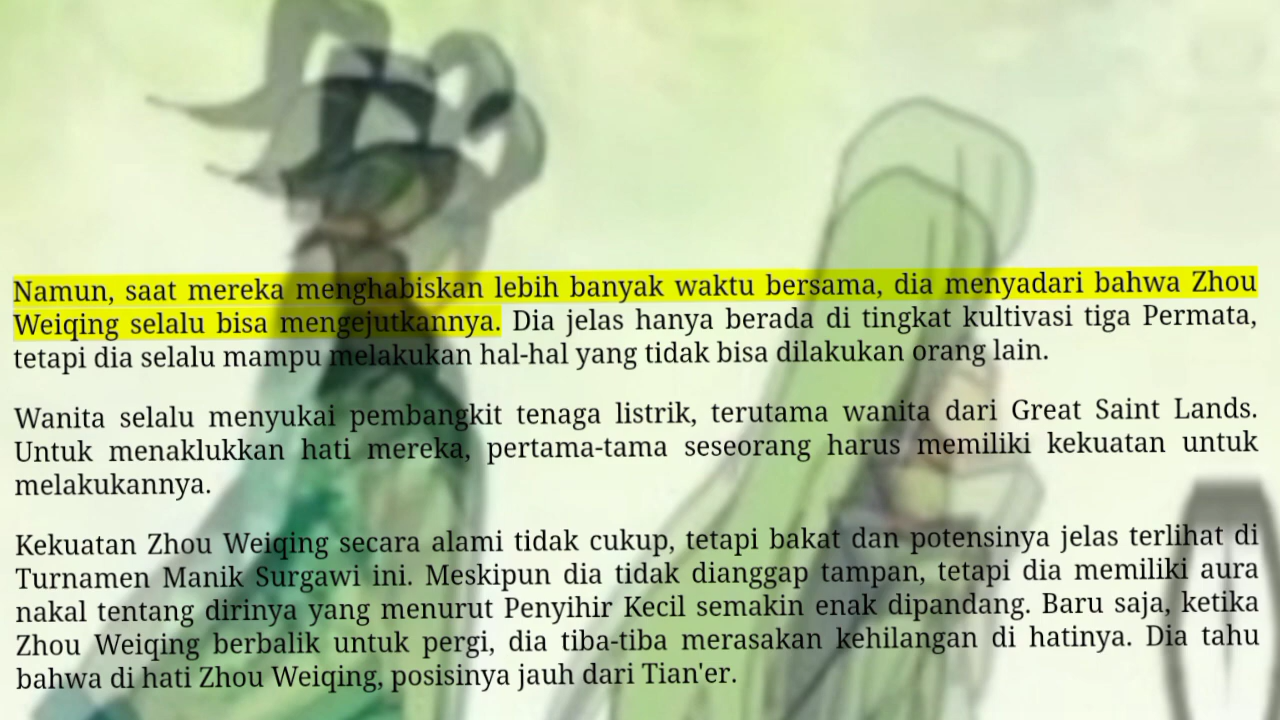 Namun, saat mereka menghabiskan lebih banyak waktu bersama, dia menyadari bahwa Zhou
Weiqing selalu bisa mengejutkannya. Dia jelas hanya berada di tingkat kultivasi tiga Permata,
tetapi dia selalu mampu melakukan hal-hal yang tidak bisa dilakukan orang lain.
Wanita selalu menyukai pembangkit tenaga listrik, terutama wanita dari Great Saint Lands.
Untuk menaklukkan hati mereka, pertama-tama seseorang harus memiliki kekuatan untuk
melakukannya.
Kekuatan Zhou Weiqing secara alami tidak cukup, tetapi bakat dan potensinya jelas terlihat di
Turnamen Manik Surgawi ini. Meskipun dia tidak dianggap tampan, tetapi dia memiliki aura
nakal tentang dirinya yang menurut Penyihir Kecil semakin enak dipandang. Baru saja, ketika
Zhou Weiqing berbalik untuk pergi, dia tiba-tiba merasakan kehilangan di hatinya. Dia tahu
bahwa di hati Zhou Weiqing, posisinya jauh dari Tian'er.